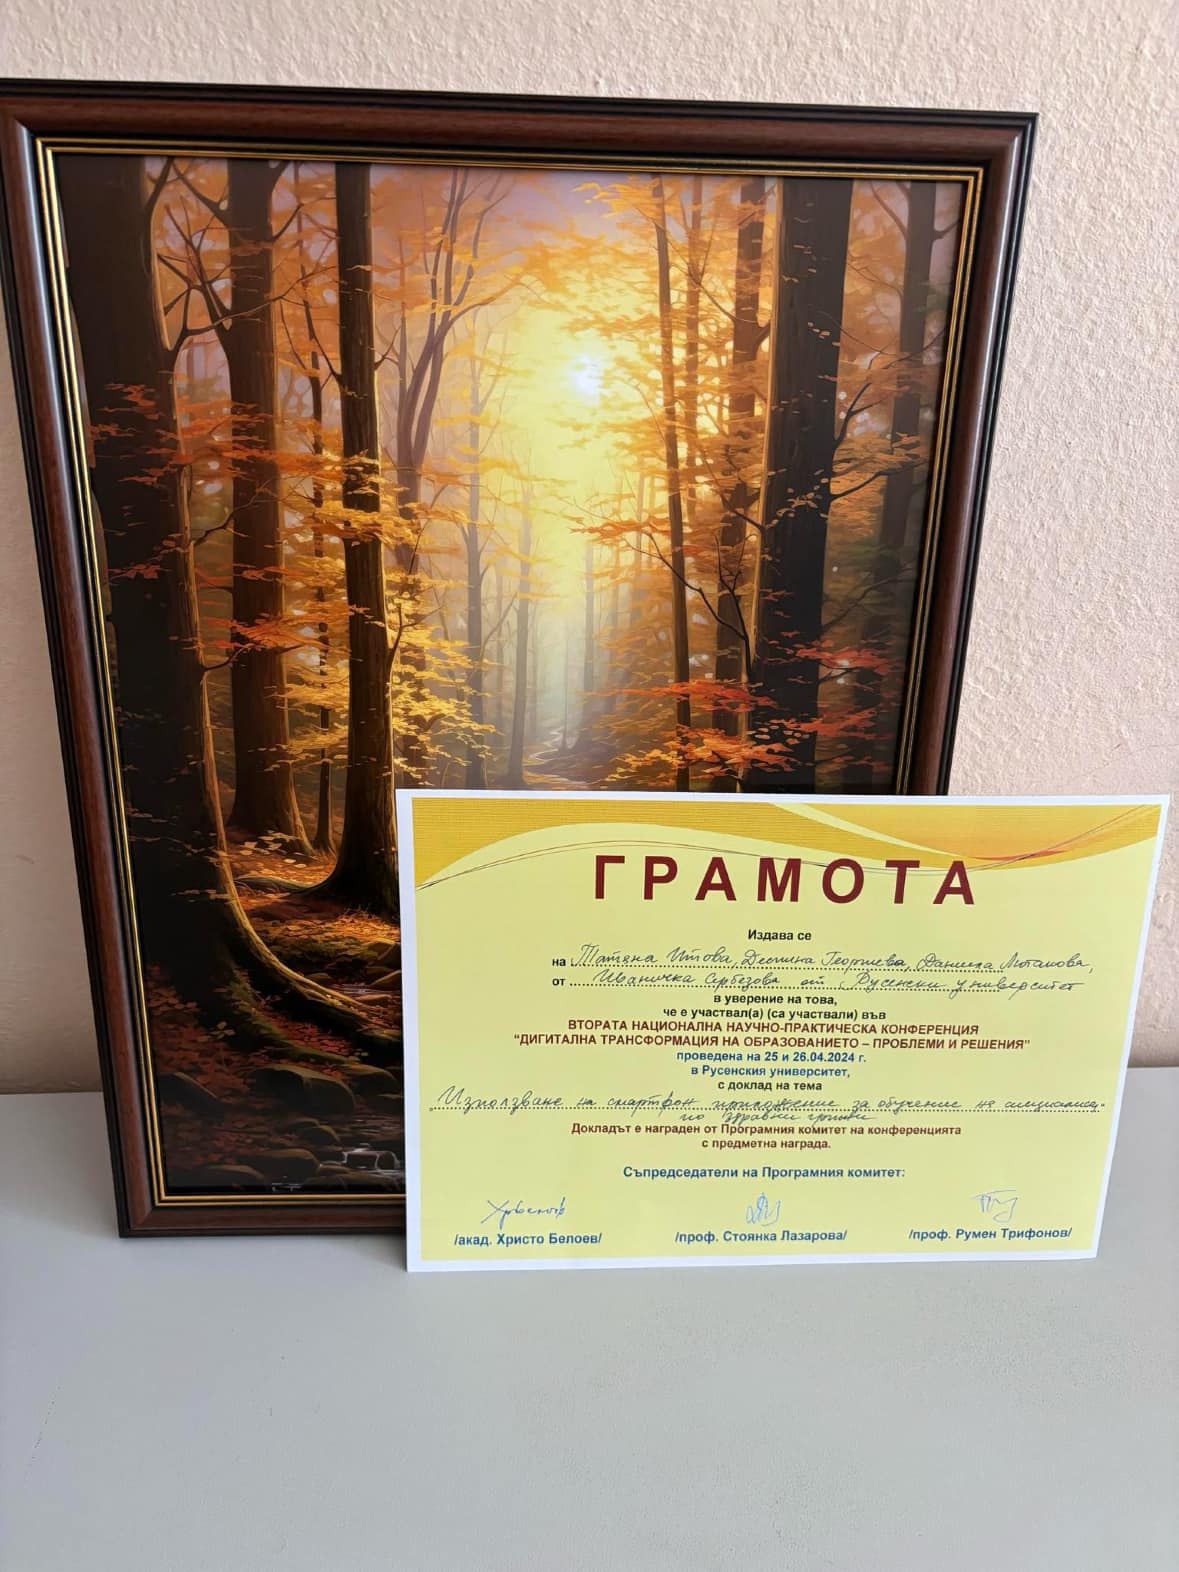 ГРАМОТА
Издава се
на Татяна Итова, Деспина Георгиева, Даниела Лютакова,
от Иваничка Сербезова от Русенски университет
в уверение на това,
че е участвал(а) (са участвали) във
ВТОРАТА НАЦИОНАЛНА НАУЧНО-ПРАКТИЧЕСКА КОНФЕРЕНЦИЯ
"ДИГИТАЛНА ТРАНСФОРМАЦИЯ НА ОБРАЗОВАНИЕТО – ПРОБЛЕМИ И РЕШЕНИЯ"
проведена на 25 и 26.04.2024 г.
в Русенския университет,
с доклад на тема
Използване на смартфон приложение за обучение на специалисти
по Здравни грижи
Докладът е награден от Програмния комитет на конференцията
с предметна награда.
Съпредседатели на Програмния комитет:
/акад. Христо Белоев/ /проф. Стоянка Лазарова/ /проф. Румен Трифонов/